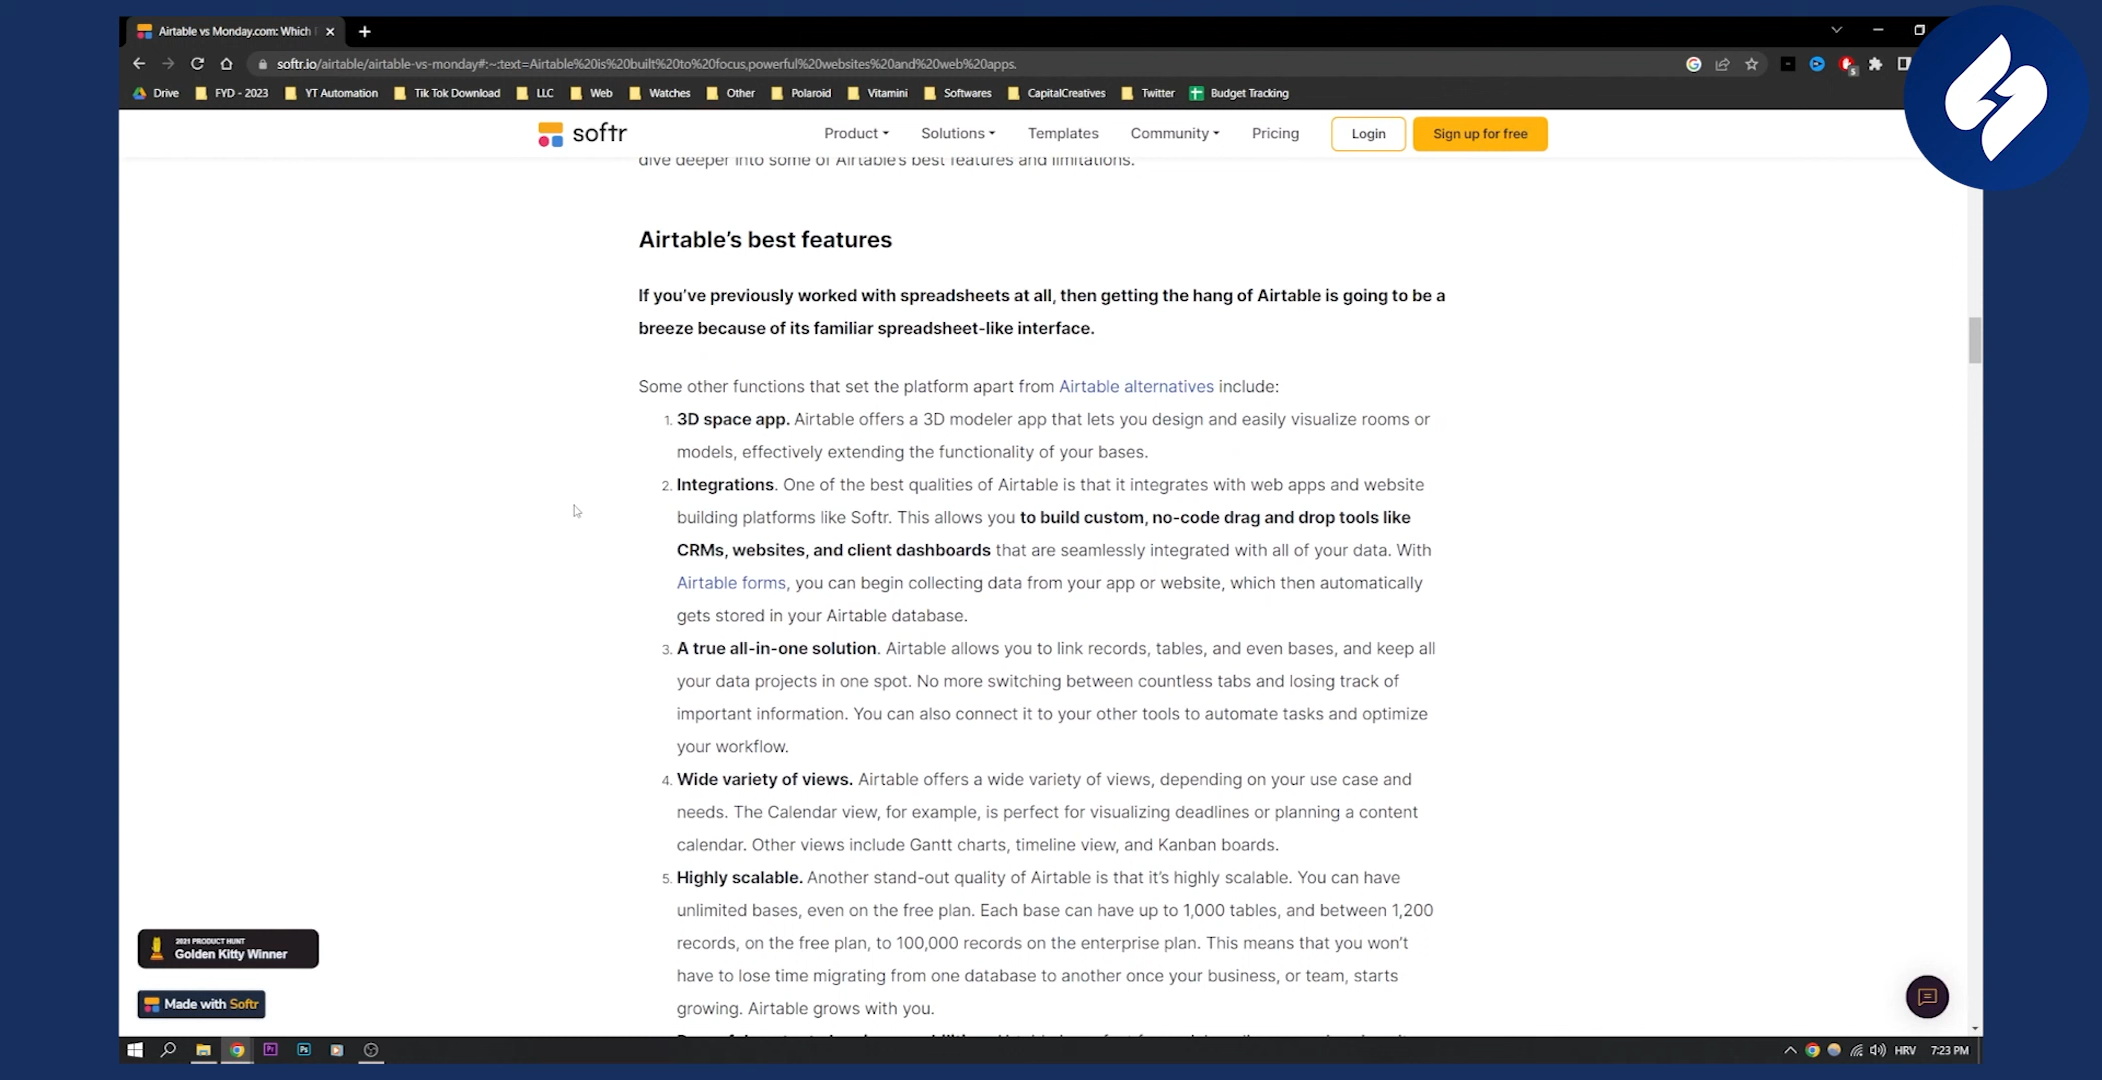 Airtable vs Monday.com: Which
softr.io/airtable/airtable-vs-monday#:~:text=Airtable%20is%20built%20to%20focus,powerful%20websites%20and%20web%20apps.
Drive FYD - 2023 YT Automation Tik Tok Download LLC Web Watches Other Polaroid Vitamini Softwares CapitalCreatives Twitter Budget Tracking
softr Product Solutions Templates Community Pricing Login Sign up for free
dive deeper into some of Airtable's best features and limitations.
Airtable's best features
If you've previously worked with spreadsheets at all, then getting the hang of Airtable is going to be a
breeze because of its familiar spreadsheet-like interface.
Some other functions that set the platform apart from Airtable alternatives include:
1. 3D space app. Airtable offers a 3D modeler app that lets you design and easily visualize rooms or
models, effectively extending the functionality of your bases.
2. Integrations. One of the best qualities of Airtable is that it integrates with web apps and website
building platforms like Softr. This allows you to build custom, no-code drag and drop tools like
CRMs, websites, and client dashboards that are seamlessly integrated with all of your data. With
Airtable forms, you can begin collecting data from your app or website, which then automatically
gets stored in your Airtable database.
3. A true all-in-one solution. Airtable allows you to link records, tables, and even bases, and keep all
your data projects in one spot. No more switching between countless tabs and losing track of
important information. You can also connect it to your other tools to automate tasks and optimize
your workflow.
4. Wide variety of views. Airtable offers a wide variety of views, depending on your use case and
needs. The Calendar view, for example, is perfect for visualizing deadlines or planning a content
calendar. Other views include Gantt charts, timeline view, and Kanban boards.
5. Highly scalable. Another stand-out quality of Airtable is that it's highly scalable. You can have
unlimited bases, even on the free plan. Each base can have up to 1,000 tables, and between 1,200
records, on the free plan, to 100,000 records on the enterprise plan. This means that you won't
have to lose time migrating from one database to another once your business, or team, starts
growing. Airtable grows with you.
2021 PRODUCT HUNT
Golden Kitty Winner
Made with Softr
HRV 7:23 PM